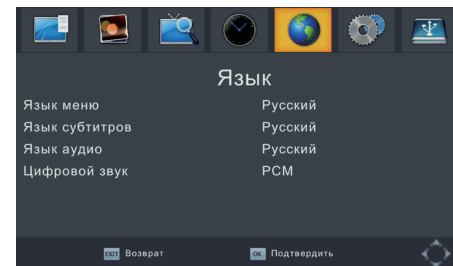 Язык
Язык меню Русский
Язык субтитров Русский
Язык аудио Русский
Цифровой звук PCM
EXIT Возврат OK Подтвердить